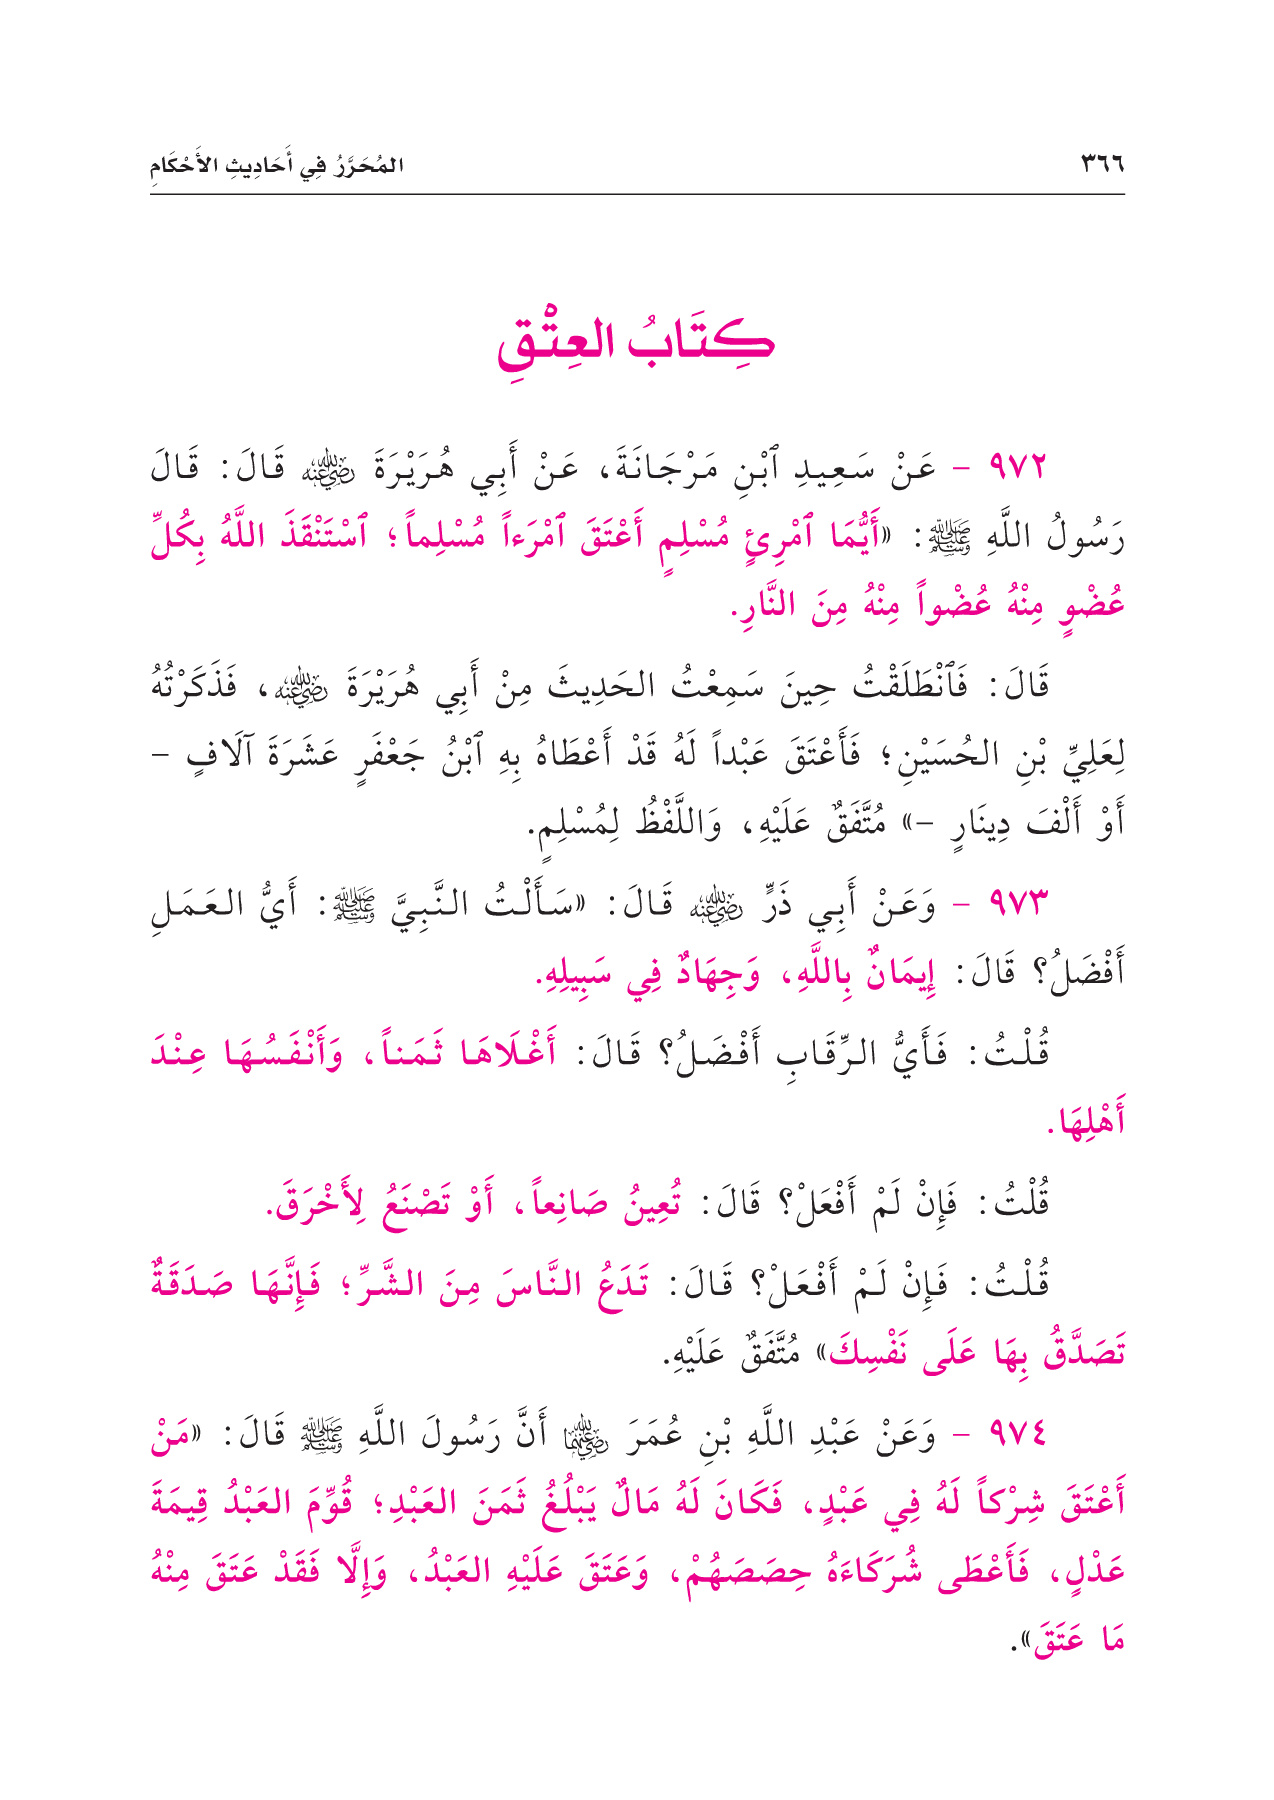 ٣٦٦ المُحَرَّرُ فِي أَحَادِيثِ الأَحْكَامِ
كِتَابُ العِتْقِ
٩٧٢ - عَنْ سَعِيدِ ٱبْنِ مَرْجَانَةَ، عَنْ أَبِي هُرَيْرَةَ رضي الله عنه قَالَ: قَالَ
رَسُولُ اللَّهِ ﷺ: «أَيُّمَا ٱمْرِئٍ مُسْلِمٍ أَعْتَقَ ٱمْرَءاً مُسْلِماً؛ ٱسْتَنْقَذَ اللَّهُ بِكُلِّ
عُضْوٍ مِنْهُ عُضْواً مِنْهُ مِنَ النَّارِ.
قَالَ: فَٱنْطَلَقْتُ حِينَ سَمِعْتُ الحَدِيثَ مِنْ أَبِي هُرَيْرَةَ رضي الله عنه، فَذَكَرْتُهُ
لِعَلِيِّ بْنِ الحُسَيْنِ؛ فَأَعْتَقَ عَبْداً لَهُ قَدْ أَعْطَاهُ بِهِ ٱبْنُ جَعْفَرٍ عَشَرَةَ آلَافٍ -
أَوْ أَلْفَ دِينَارٍ -» مُتَّفَقٌ عَلَيْهِ، وَاللَّفْظُ لِمُسْلِمٍ.
٩٧٣ - وَعَنْ أَبِي ذَرٍّ رضي الله عنه قَالَ: «سَأَلْتُ النَّبِيَّ ﷺ: أَيُّ العَمَلِ
أَفْضَلُ؟ قَالَ: إِيمَانٌ بِاللَّهِ، وَجِهَادٌ فِي سَبِيلِهِ.
قُلْتُ: فَأَيُّ الرِّقَابِ أَفْضَلُ؟ قَالَ: أَغْلَاهَا ثَمَناً، وَأَنْفَسُهَا عِنْدَ
أَهْلِهَا.
قُلْتُ: فَإِنْ لَمْ أَفْعَلْ؟ قَالَ: تُعِينُ صَانِعاً، أَوْ تَصْنَعُ لِأَخْرَقَ.
قُلْتُ: فَإِنْ لَمْ أَفْعَلْ؟ قَالَ: تَدَعُ النَّاسَ مِنَ الشَّرِّ؛ فَإِنَّهَا صَدَقَةٌ
تَصَدَّقُ بِهَا عَلَى نَفْسِكَ» مُتَّفَقٌ عَلَيْهِ.
٩٧٤ - وَعَنْ عَبْدِ اللَّهِ بْنِ عُمَرَ رضي الله عنهما أَنَّ رَسُولَ اللَّهِ ﷺ قَالَ: «مَنْ
أَعْتَقَ شِرْكاً لَهُ فِي عَبْدٍ، فَكَانَ لَهُ مَالٌ يَبْلُغُ ثَمَنَ العَبْدِ؛ قُوِّمَ العَبْدُ قِيمَةَ
عَدْلٍ، فَأَعْطَى شُرَكَاءَهُ حِصَصَهُمْ، وَعَتَقَ عَلَيْهِ العَبْدُ، وَإِلَّا فَقَدْ عَتَقَ مِنْهُ
مَا عَتَقَ».